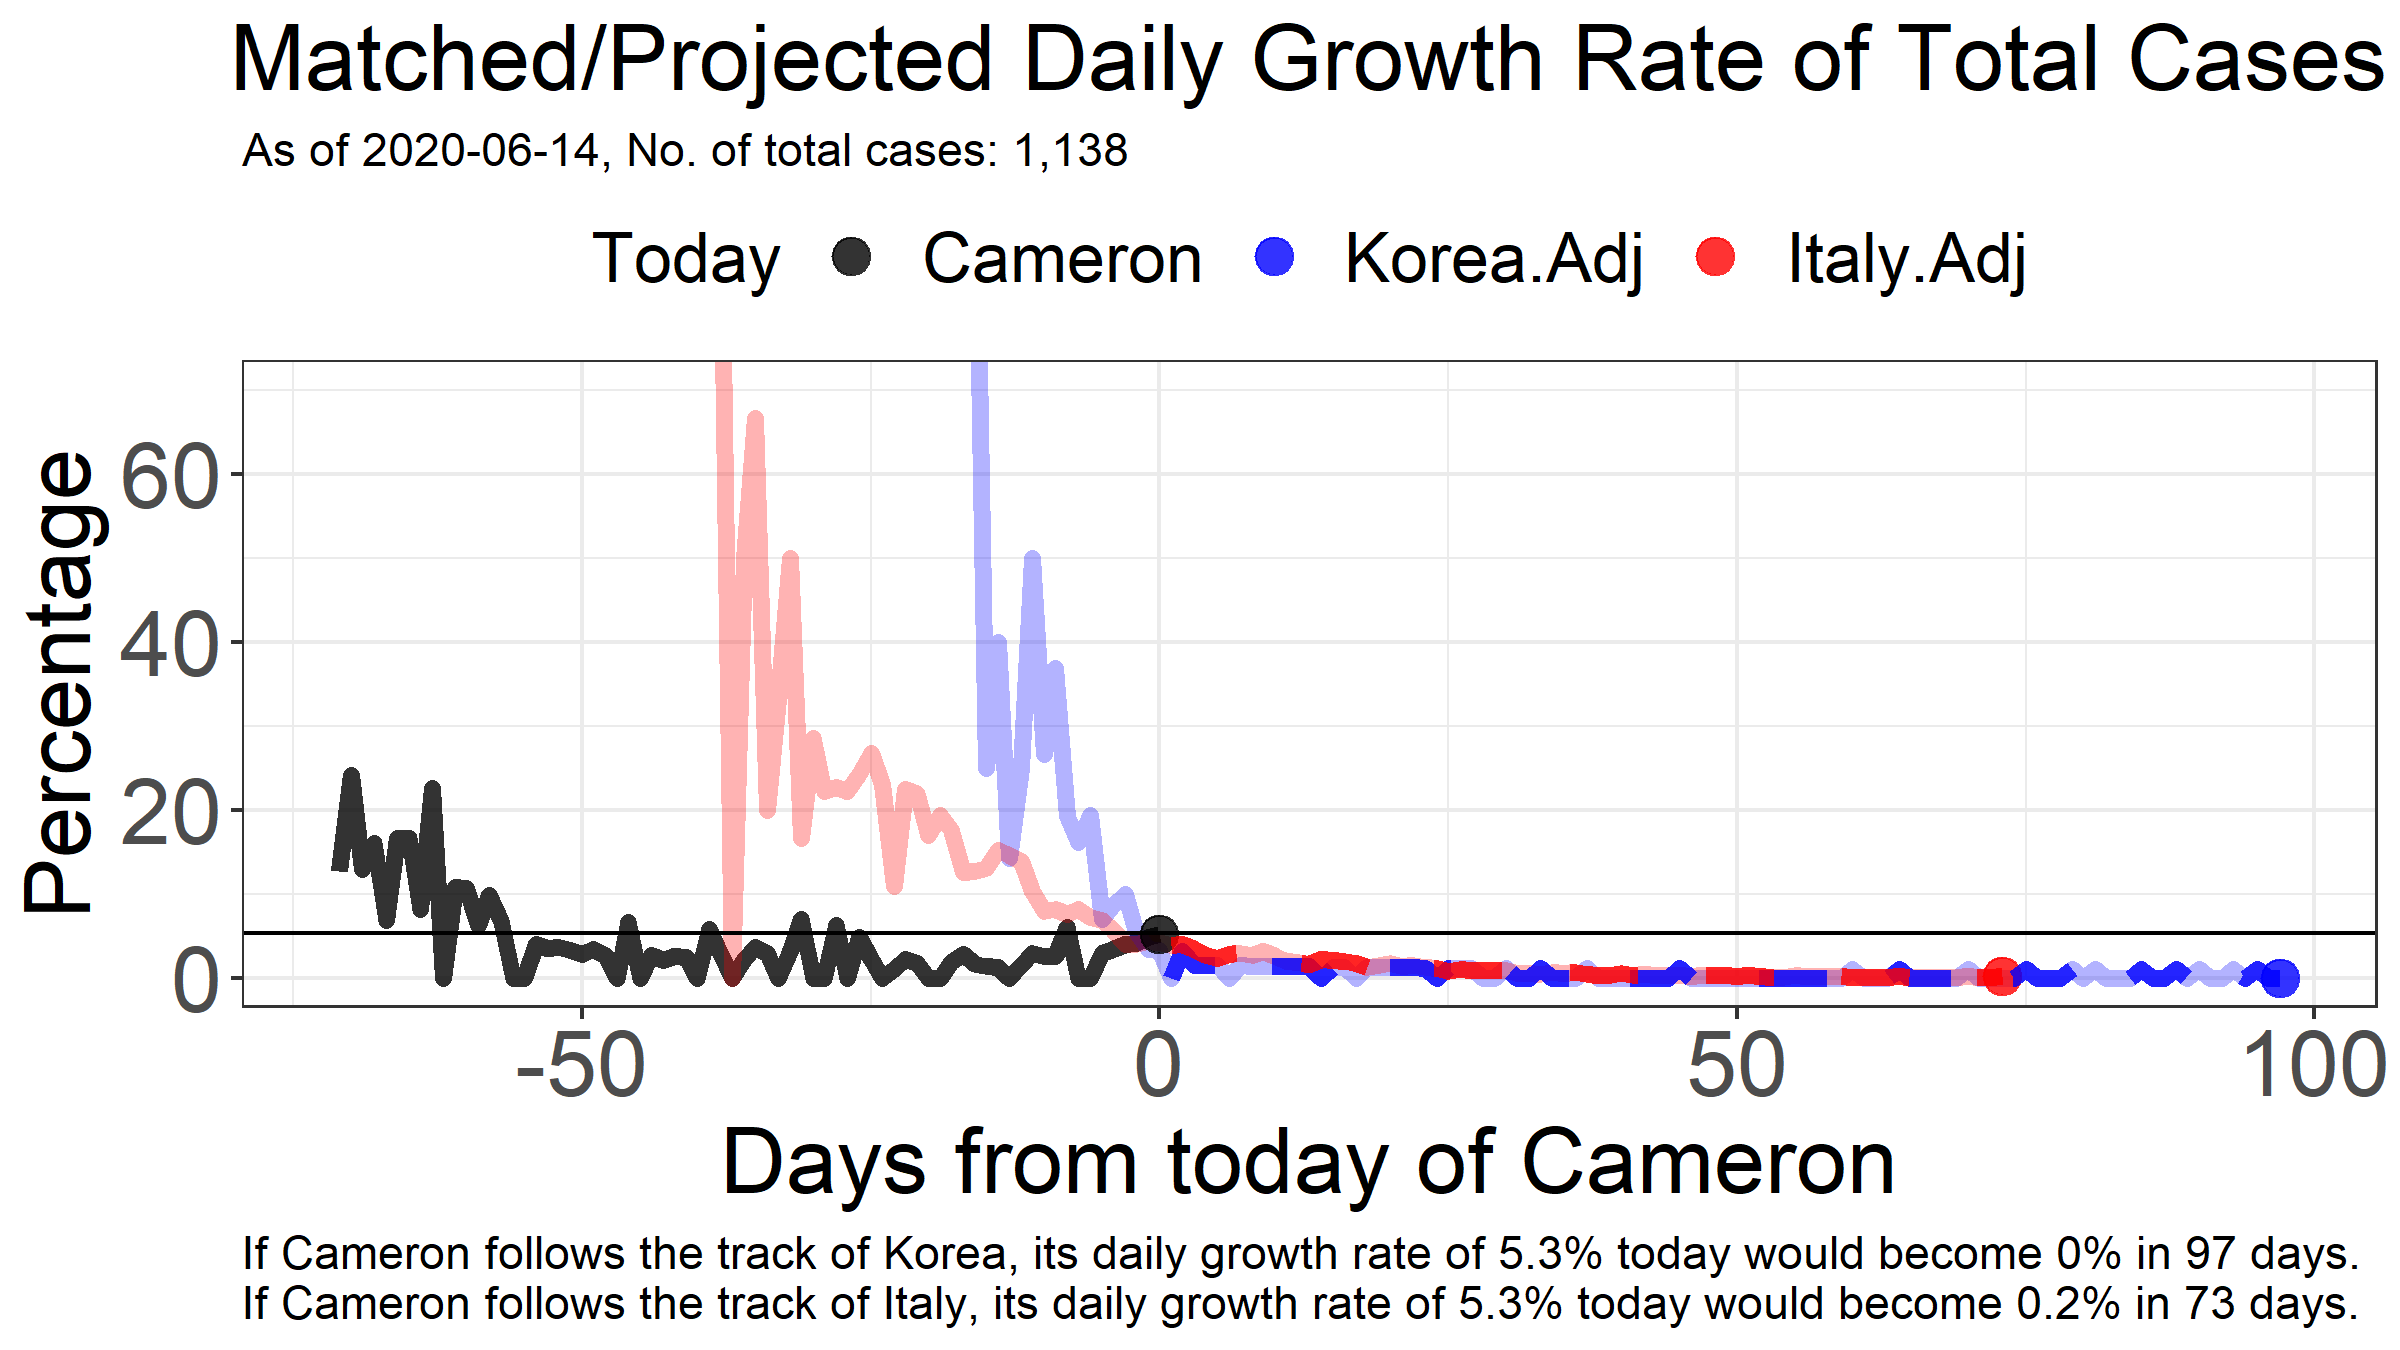 Matched/Projected Daily Growth Rate of Total Cases
As of 2020-06-14, No. of total cases: 1,138
Today Cameron Korea.Adj Italy.Adj
Percentage
60
40
20
0
-50 0 50 100
Days from today of Cameron
If Cameron follows the track of Korea, its daily growth rate of 5.3% today would become 0% in 97 days.
If Cameron follows the track of Italy, its daily growth rate of 5.3% today would become 0.2% in 73 days.